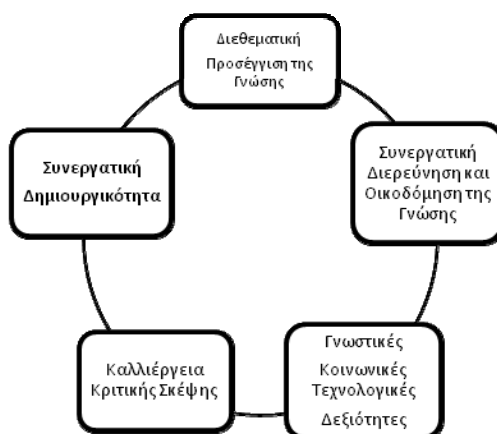 Διεθεματική
Προσέγγιση της
Γνώσης
Συνεργατική
Διερεύνηση και
Οικοδόμηση της
Γνώσης
Γνωστικές
Κοινωνικές
Τεχνολογικές
Δεξιότητες
Καλλιέργεια
Κριτικής Σκέψης
Συνεργατική
Δημιουργικότητα